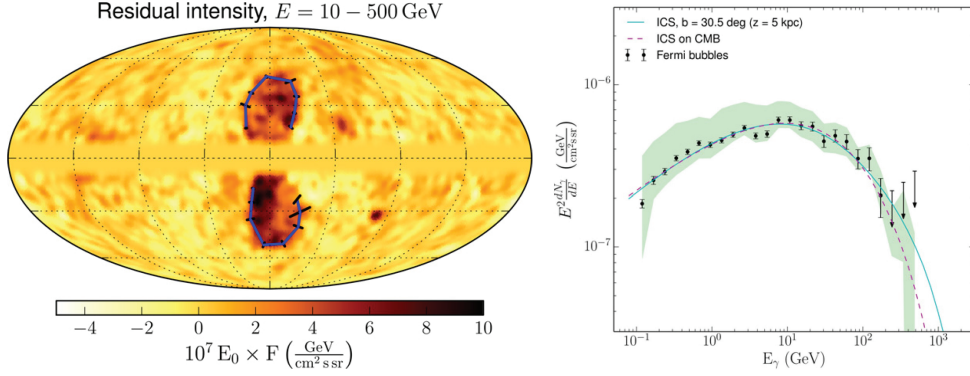 Residual intensity, E = 10 − 500 GeV
−4 −2 0 2 4 6 8 10
10⁷ E₀ × F (GeV / cm² s sr)
ICS, b = 30.5 deg (z = 5 kpc)
ICS on CMB
Fermi bubbles
10⁻⁶
10⁻⁷
E² dN_γ/dE (GeV / cm² s sr)
10⁻¹ 10⁰ 10¹ 10² 10³
E_γ (GeV)